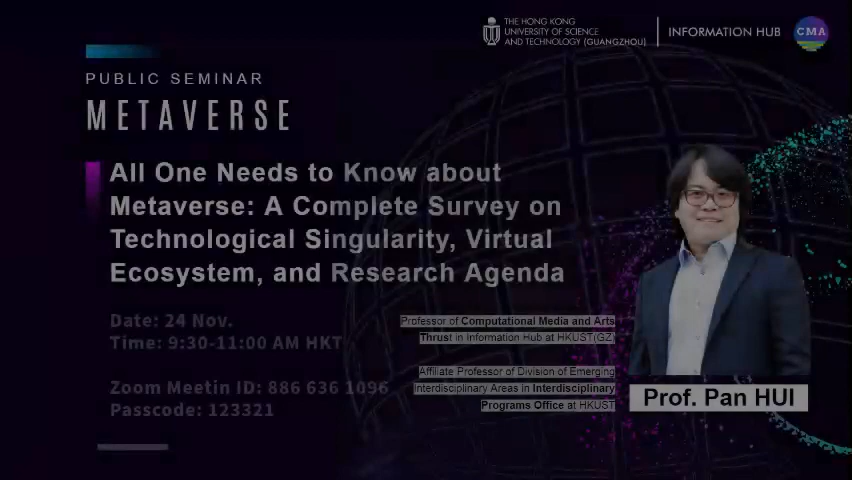 THE HONG KONG
UNIVERSITY OF SCIENCE
AND TECHNOLOGY (GUANGZHOU)
INFORMATION HUB
CMA
PUBLIC SEMINAR
METAVERSE
All One Needs to Know about
Metaverse: A Complete Survey on
Technological Singularity, Virtual
Ecosystem, and Research Agenda
Date: 24 Nov.
Time: 9:30-11:00 AM HKT
Zoom Meetin ID: 886 636 1096
Passcode: 123321
Professor of Computational Media and Arts
Thrust in Information Hub at HKUST(GZ)
Affiliate Professor of Division of Emerging
Interdisciplinary Areas in Interdisciplinary
Programs Office at HKUST
Prof. Pan HUI